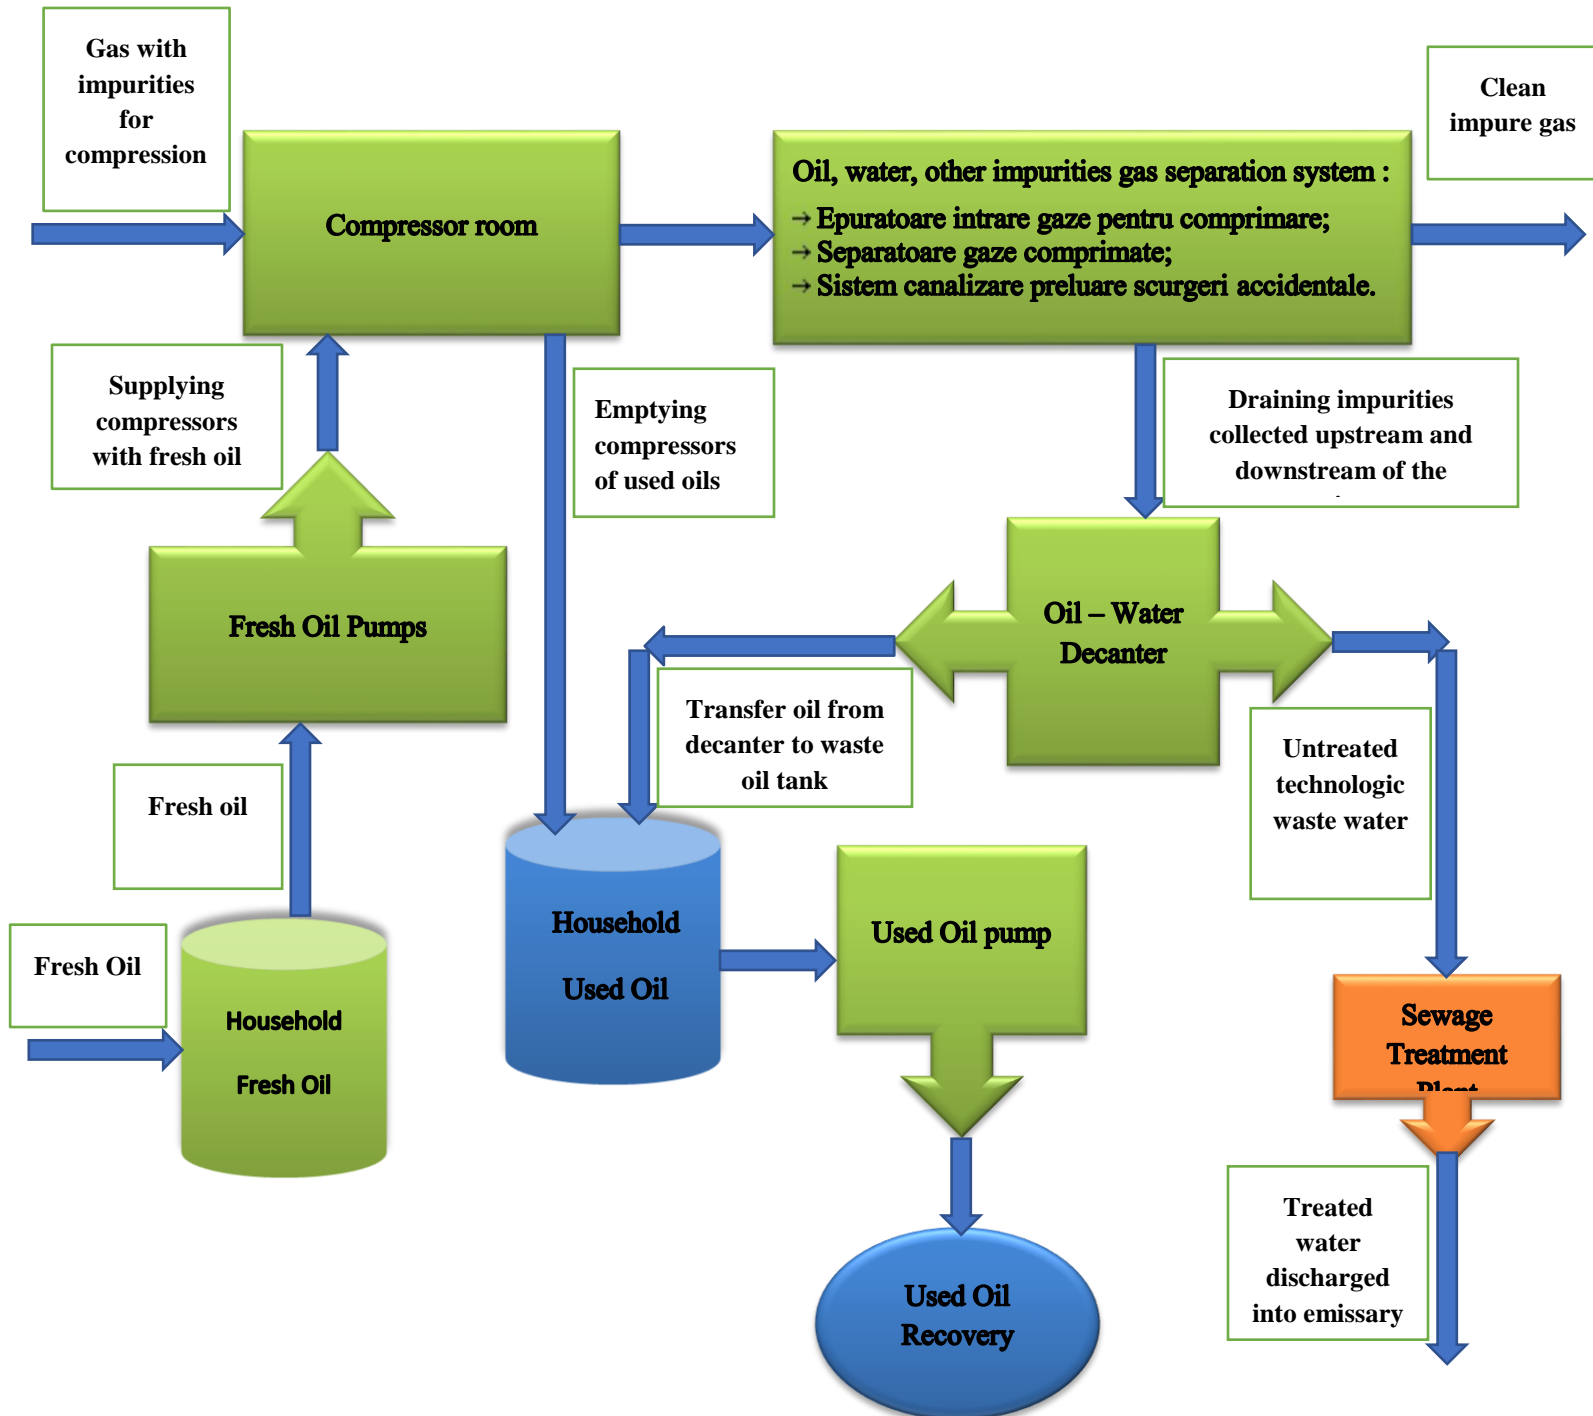 Gas with
impurities
for
compression
Clean
impure gas
Compressor room
Oil, water, other impurities gas separation system :
→ Epuratoare intrare gaze pentru comprimare;
→ Separatoare gaze comprimate;
→ Sistem canalizare preluare scurgeri accidentale.
Supplying
compressors
with fresh oil
Emptying
compressors
of used oils
Draining impurities
collected upstream and
downstream of the
Fresh Oil Pumps
Oil – Water
Decanter
Transfer oil from
decanter to waste
oil tank
Untreated
technologic
waste water
Fresh oil
Household
Used Oil
Used Oil pump
Fresh Oil
Household
Fresh Oil
Sewage
Treatment
Plant
Treated
water
discharged
into emissary
Used Oil
Recovery